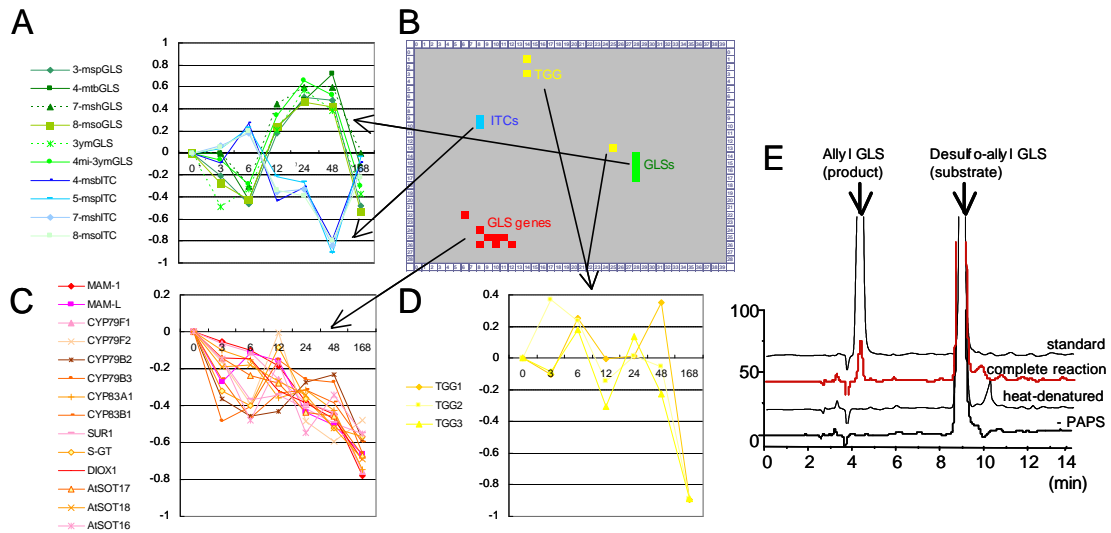 A
1
0.8
0.6
0.4
0.2
0
-0.2
-0.4
-0.6
-0.8
-1
0 3 6 12 24 48 168
3-mspGLS
4-mtbGLS
7-mshGLS
8-msoGLS
3ymGLS
4mi-3ymGLS
4-msbITC
5-mspITC
7-mshITC
8-msoITC
B
TGG
ITCs
GLSs
GLS genes
C
MAM-1
MAM-L
CYP79F1
CYP79F2
CYP79B2
CYP79B3
CYP83A1
CYP83B1
SUR1
S-GT
DIOX1
AtSOT17
AtSOT18
AtSOT16
0.2
0
-0.2
-0.4
-0.6
-0.8
-1
0 3 6 12 24 48 168
D
0.4
0.2
0
-0.2
-0.4
-0.6
-0.8
-1
0 3 6 12 24 48 168
TGG1
TGG2
TGG3
E
Allyl GLS
(product)
Desulfo-allyl GLS
(substrate)
100
50
0
standard
complete reaction
heat-denatured
- PAPS
0 2 4 6 8 10 12 14
(min)